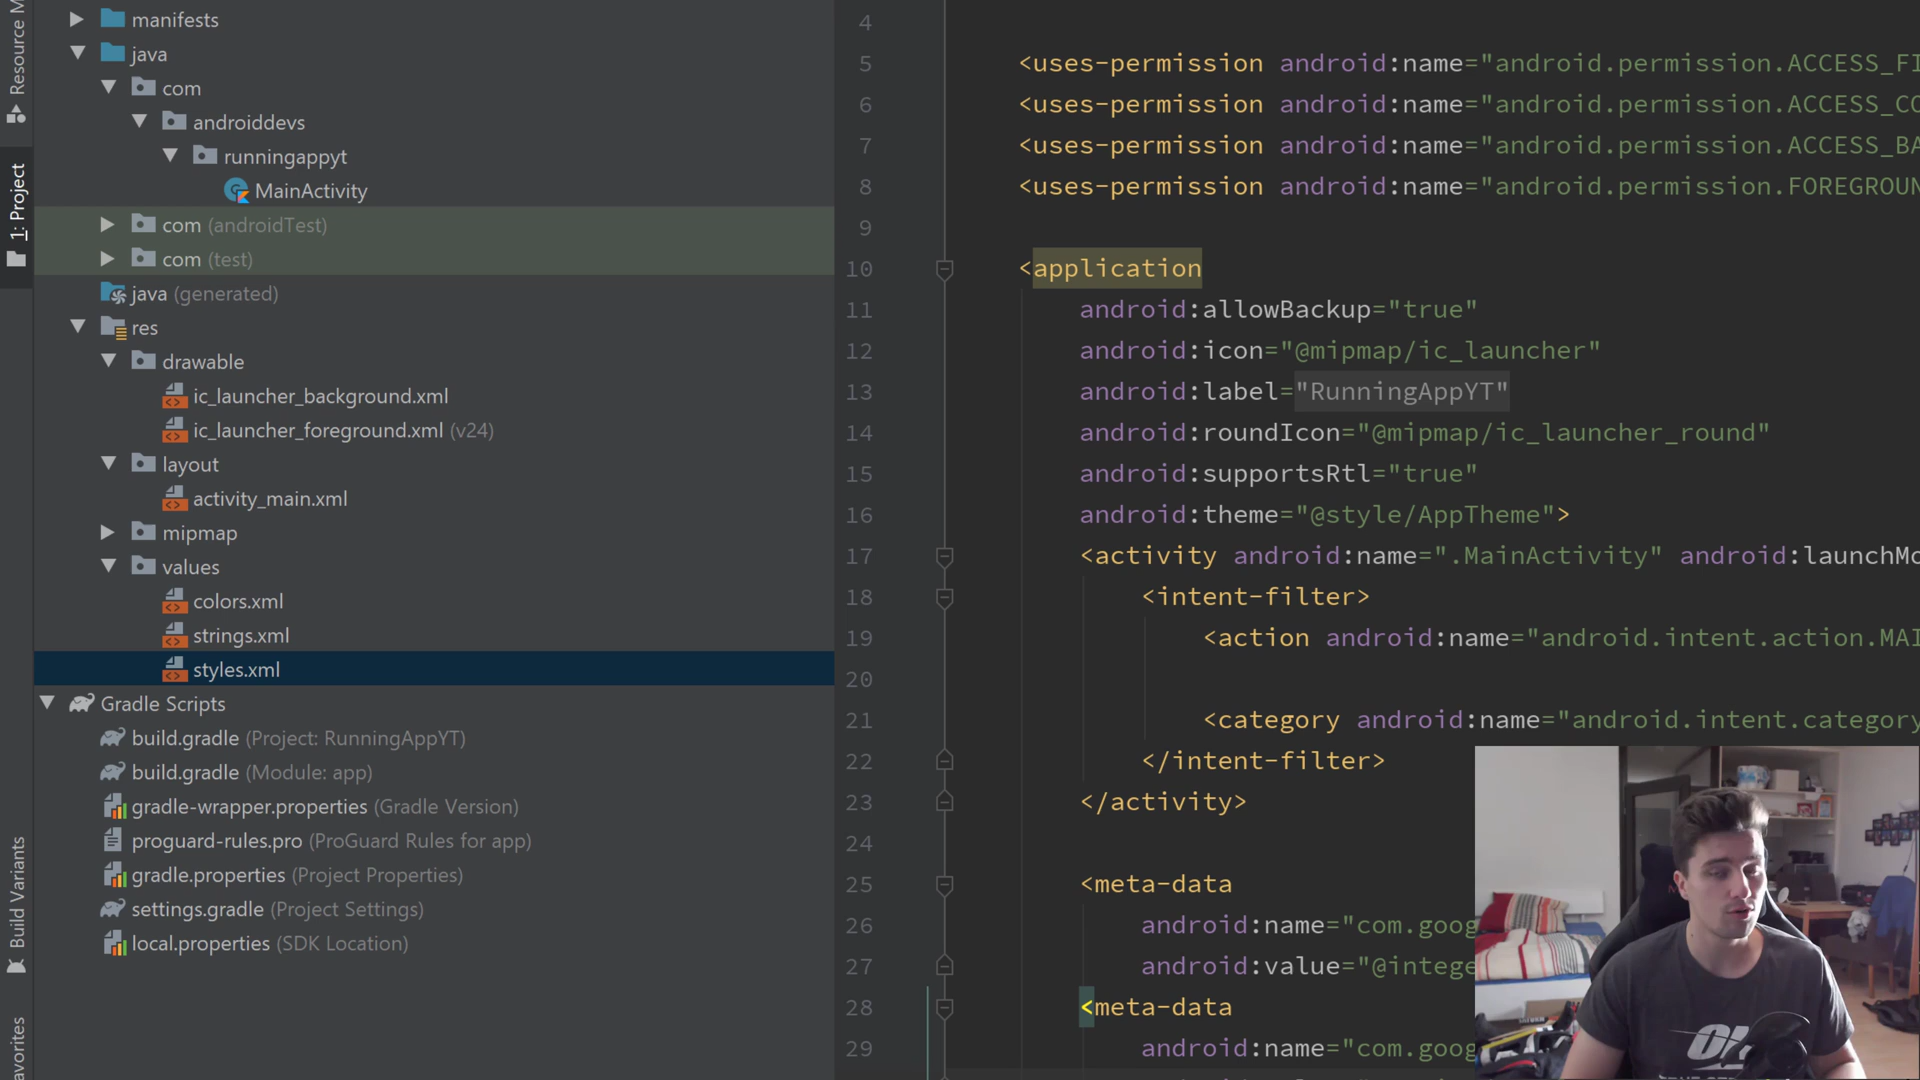 Resource M
1: Project
Build Variants
avorites
manifests
java
com
androiddevs
runningappyt
MainActivity
com (androidTest)
com (test)
java (generated)
res
drawable
ic_launcher_background.xml
ic_launcher_foreground.xml (v24)
layout
activity_main.xml
mipmap
values
colors.xml
strings.xml
styles.xml
Gradle Scripts
build.gradle (Project: RunningAppYT)
build.gradle (Module: app)
gradle-wrapper.properties (Gradle Version)
proguard-rules.pro (ProGuard Rules for app)
gradle.properties (Project Properties)
settings.gradle (Project Settings)
local.properties (SDK Location)
4
5 <uses-permission android:name="android.permission.ACCESS_FI
6 <uses-permission android:name="android.permission.ACCESS_CO
7 <uses-permission android:name="android.permission.ACCESS_BA
8 <uses-permission android:name="android.permission.FOREGROUN
9
10 <application
11 android:allowBackup="true"
12 android:icon="@mipmap/ic_launcher"
13 android:label="RunningAppYT"
14 android:roundIcon="@mipmap/ic_launcher_round"
15 android:supportsRtl="true"
16 android:theme="@style/AppTheme">
17 <activity android:name=".MainActivity" android:launchMo
18 <intent-filter>
19 <action android:name="android.intent.action.MAI
20
21 <category android:name="android.intent.category
22 </intent-filter>
23 </activity>
24
25 <meta-data
26 android:name="com.goog
27 android:value="@intege
28 <meta-data
29 android:name="com.goog